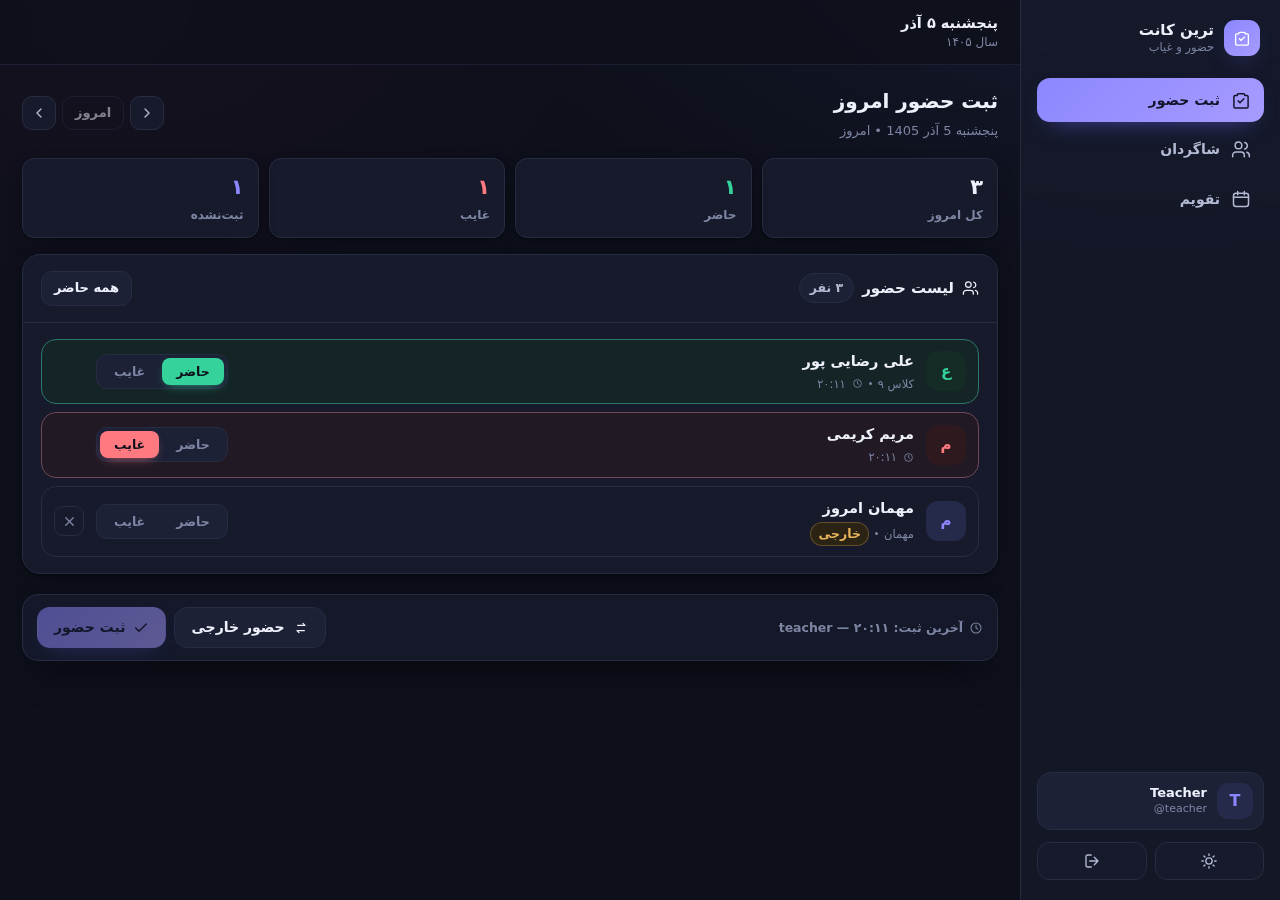 ترین کانت
حضور و غیاب
ثبت حضور
شاگردان
تقویم
Teacher
@teacher
T
پنجشنبه ۵ آذر
سال ۱۴۰۵
ثبت حضور امروز
پنجشنبه 5 آذر 1405 • امروز
امروز
۳
کل امروز
۱
حاضر
۱
غایب
۱
ثبت‌نشده
لیست حضور
۳ نفر
همه حاضر
ع
علی رضایی پور
کلاس ۹ • ۲۰:۱۱
حاضر
غایب
م
مریم کریمی
۲۰:۱۱
حاضر
غایب
م
مهمان امروز
مهمان • خارجی
حاضر
غایب
آخرین ثبت: ۲۰:۱۱ — teacher
حضور خارجی
ثبت حضور